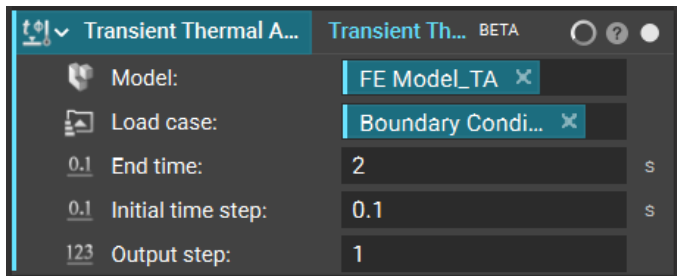 Transient Thermal A... Transient Th... BETA ?
Model: FE Model_TA ×
Load case: Boundary Condi... ×
0.1 End time: 2 s
0.1 Initial time step: 0.1 s
123 Output step: 1